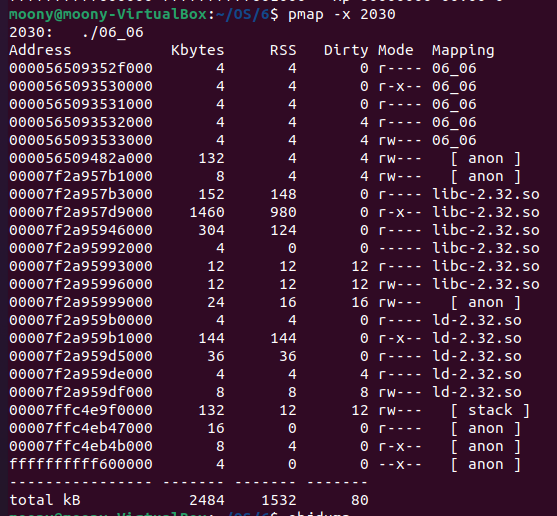 moony@moony-VirtualBox:~/OS/6$ pmap -x 2030
2030:   ./06_06
Address           Kbytes     RSS   Dirty Mode  Mapping
000056509352f000       4       4       0 r---- 06_06
0000565093530000       4       4       0 r-x-- 06_06
0000565093531000       4       4       0 r---- 06_06
0000565093532000       4       4       4 r---- 06_06
0000565093533000       4       4       4 rw--- 06_06
000056509482a000     132       4       4 rw---   [ anon ]
00007f2a957b1000       8       4       4 rw---   [ anon ]
00007f2a957b3000     152     148       0 r---- libc-2.32.so
00007f2a957d9000    1460     980       0 r-x-- libc-2.32.so
00007f2a95946000     304     124       0 r---- libc-2.32.so
00007f2a95992000       4       0       0 ----- libc-2.32.so
00007f2a95993000      12      12      12 r---- libc-2.32.so
00007f2a95996000      12      12      12 rw--- libc-2.32.so
00007f2a95999000      24      16      16 rw---   [ anon ]
00007f2a959b0000       4       4       0 r---- ld-2.32.so
00007f2a959b1000     144     144       0 r-x-- ld-2.32.so
00007f2a959d5000      36      36       0 r---- ld-2.32.so
00007f2a959de000       4       4       4 r---- ld-2.32.so
00007f2a959df000       8       8       8 rw--- ld-2.32.so
00007ffc4e9f0000     132      12      12 rw---   [ stack ]
00007ffc4eb47000      16       0       0 r----   [ anon ]
00007ffc4eb4b000       8       4       0 r-x--   [ anon ]
ffffffffff600000       4       0       0 --x--   [ anon ]
---------------- ------- ------- -------
total kB            2484    1532      80